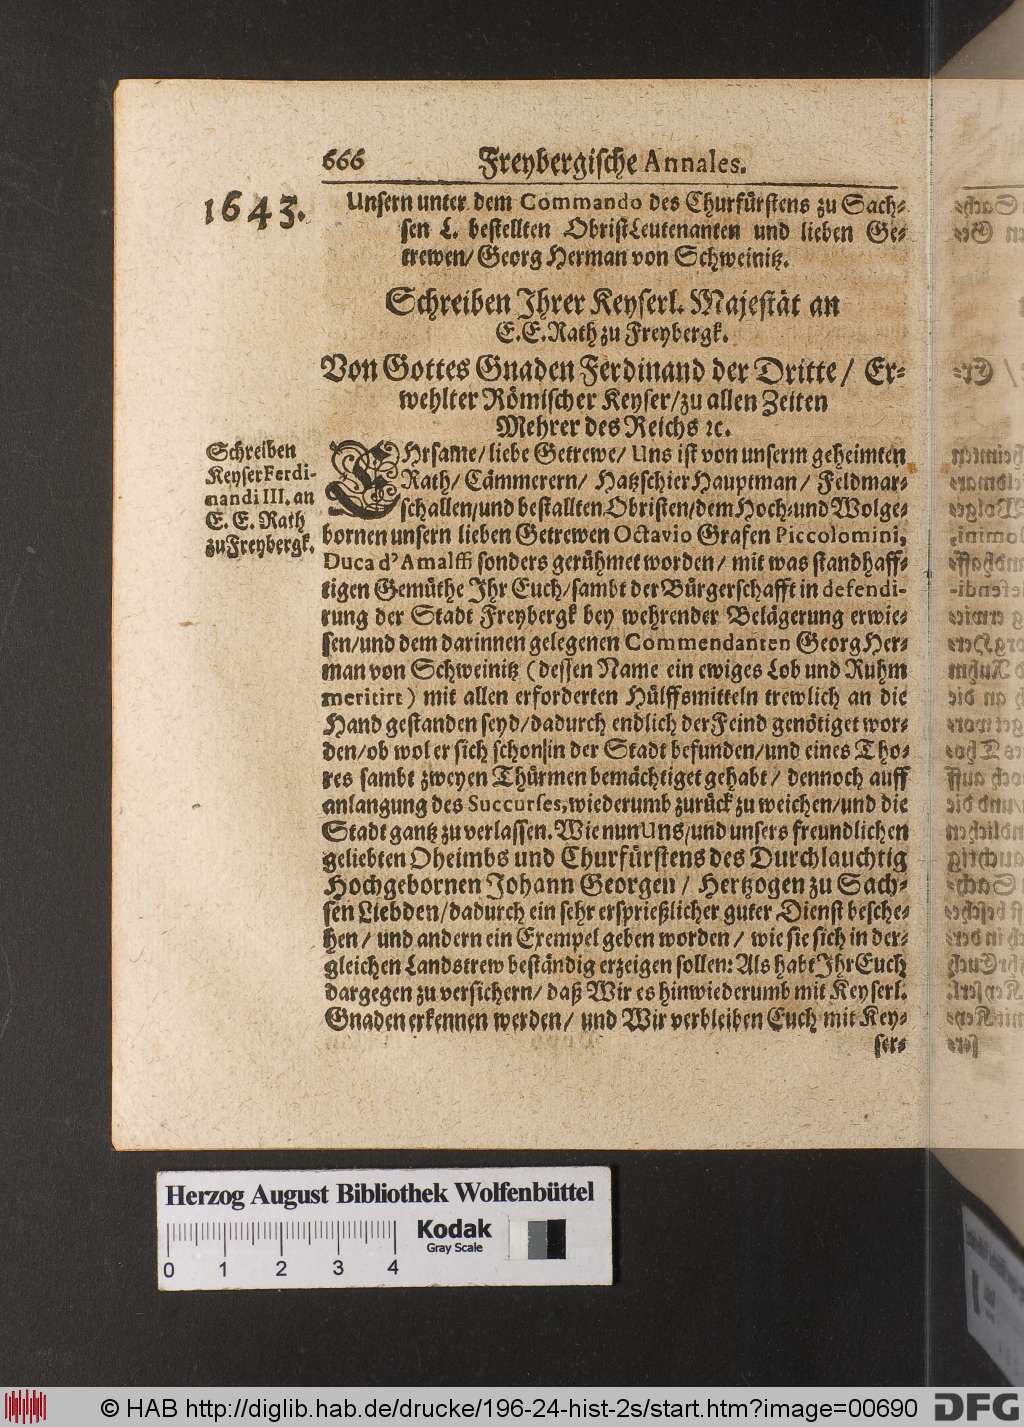 666 Freybergische Annales.
1643.
Unsern unter dem Commando des Churfürstens zu Sach-
sen L. bestellten ObristLeutenanten und lieben Ge-
trewen/ Georg Herman von Schweinitz.
Schreiben Ihrer Keyserl. Majestät an
E. E. Rath zu Freybergk.
Von Gottes Gnaden Ferdinand der Dritte/ Er-
wehlter Römischer Keyser/ zu allen Zeiten
Mehrer des Reichs ꝛc.
Schreiben
Keyser Ferdi-
nandi III. an
E. E. Rath
zu Freybergk.
EHrsame/ liebe Getrewe/ Uns ist von unserm geheimten
Rath/ Cämmerern/ Hatzschier Hauptman/ Feldmar-
schallen/ und bestallten Obristen/ dem Hoch- und Wolge-
bornen unsern lieben Getrewen Octavio Grafen Piccolomini,
Duca d'Amalffi sonders gerühmet worden/ mit was standhaff-
tigen Gemüthe Ihr Euch/ sambt der Bürgerschafft in defendi-
rung der Stadt Freybergk bey wehrender Belägerung erwie-
sen/ und dem darinnen gelegenen Commendanten Georg Her-
man von Schweinitz (dessen Name ein ewiges Lob und Ruhm
meritirt) mit allen erforderten Hülffsmitteln trewlich an die
Hand gestanden seyd/ dadurch endlich der Feind genötiget wor-
den/ ob wol er sich schon in der Stadt befunden/ und eines Tho-
res sambt zweyen Thürmen bemächtiget gehabt/ dennoch auff
anlangung des Succurses, wiederumb zurück zu weichen/ und die
Stadt gantz zu verlassen. Wie nun Uns/ und unsers freundlichen
geliebten Oheimbs und Churfürstens des Durchlauchtig
Hochgebornen Johann Georgen/ Hertzogen zu Sach-
sen Liebden/ dadurch ein sehr ersprießlicher guter Dienst besche-
hen/ und andern ein Exempel geben worden/ wie sie sich in der-
gleichen Landstrew beständig erzeigen sollen: Als habt Ihr Euch
dargegen zu versichern/ daß Wir es hinwiederumb mit Keyserl.
Gnaden erkennen werden/ und Wir verbleiben Euch mit Key-
ser-
Herzog August Bibliothek Wolfenbüttel
Kodak
Gray Scale
0 1 2 3 4
© HAB http://diglib.hab.de/drucke/196-24-hist-2s/start.htm?image=00690
DFG